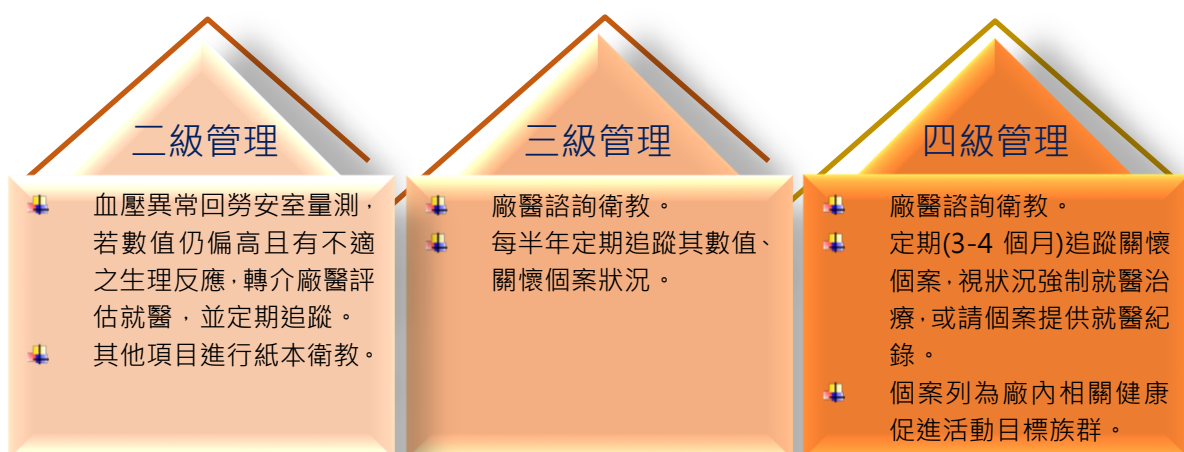 二級管理
血壓異常回勞安室量測，
若數值仍偏高且有不適
之生理反應，轉介廠醫評
估就醫，並定期追蹤。
其他項目進行紙本衛教。
三級管理
廠醫諮詢衛教。
每半年定期追蹤其數值、
關懷個案狀況。
四級管理
廠醫諮詢衛教。
定期(3-4 個月)追蹤關懷
個案，視狀況強制就醫治
療，或請個案提供就醫紀
錄。
個案列為廠內相關健康
促進活動目標族群。